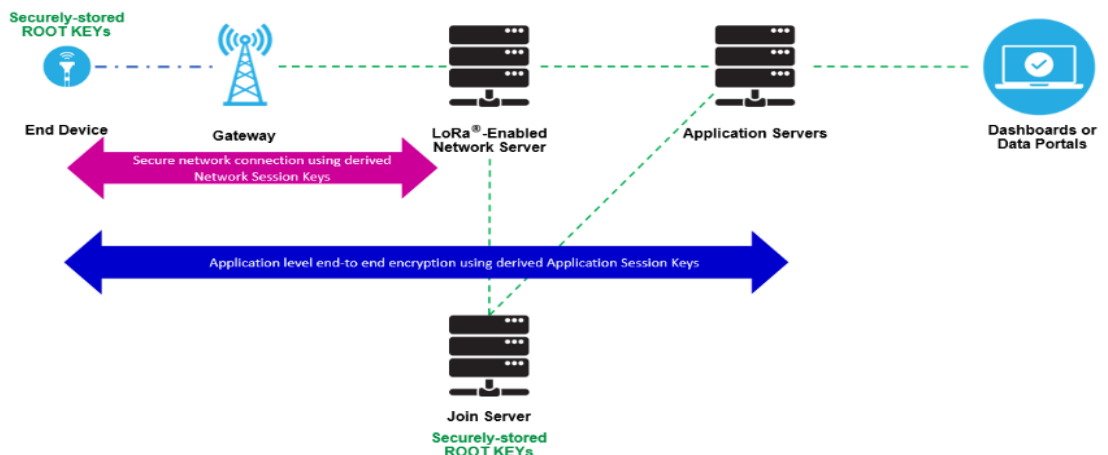 Securely-stored
ROOT KEYs
End Device
Gateway
LoRa®-Enabled
Network Server
Application Servers
Dashboards or
Data Portals
Secure network connection using derived
Network Session Keys
Application level end-to end encryption using derived Application Session Keys
Join Server
Securely-stored
ROOT KEYs